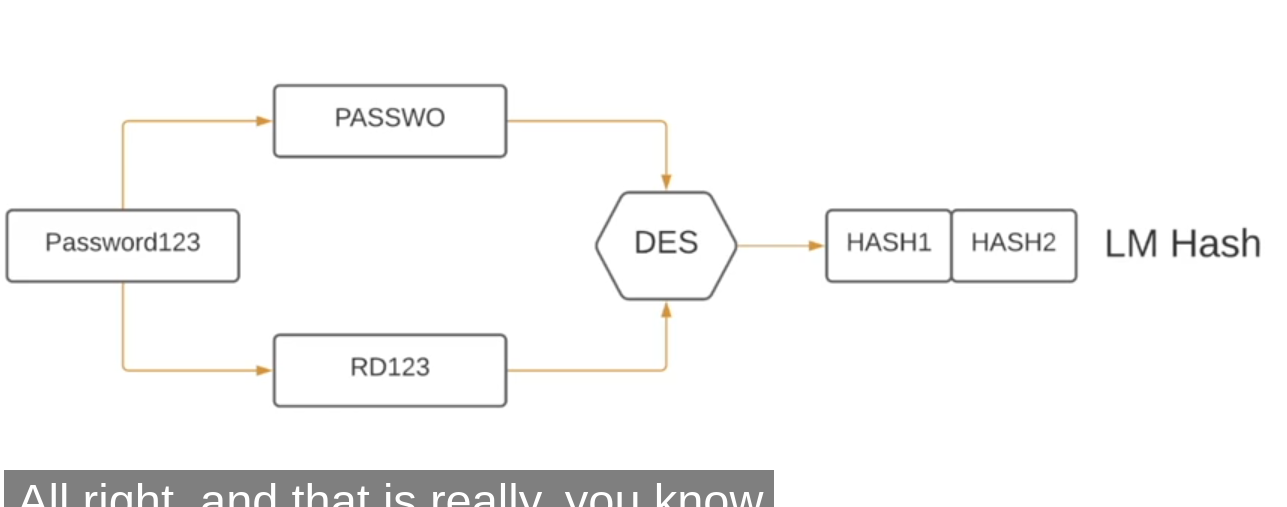 PASSWO
Password123
DES
HASH1
HASH2
LM Hash
RD123
All right, and that is really, you know